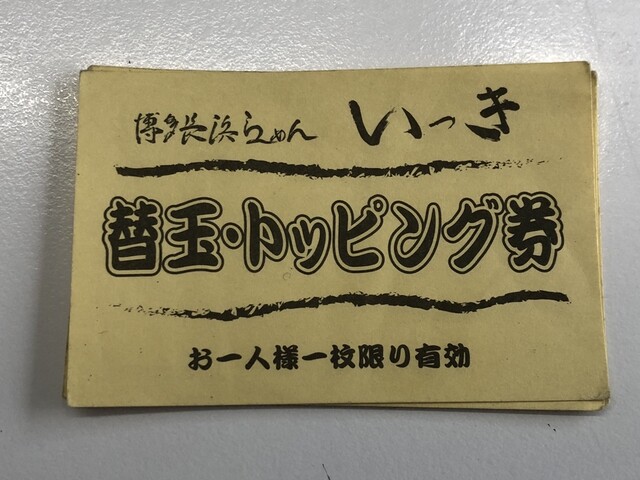 博多長浜らーめん いっき
替玉・トッピング券
お一人様一枚限り有効